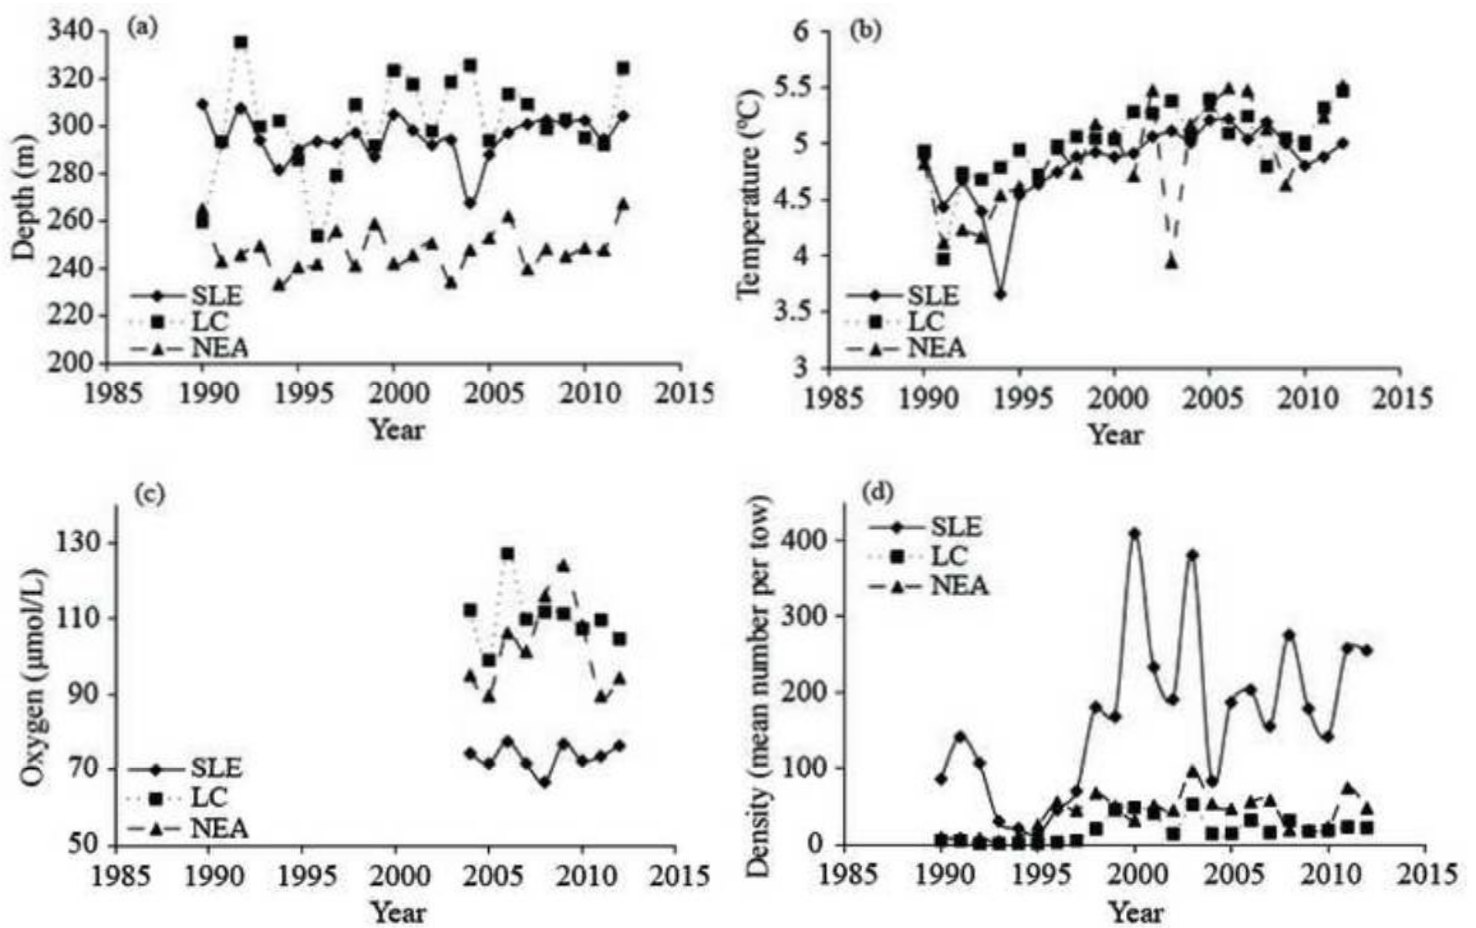 (a)
340
320
300
280
260
240
220
200
Depth (m)
SLE
LC
NEA
1985 1990 1995 2000 2005 2010 2015
Year
(b)
6
5.5
5
4.5
4
3.5
3
Temperature (ºC)
SLE
LC
NEA
1985 1990 1995 2000 2005 2010 2015
Year
(c)
130
110
90
70
50
Oxygen (µmol/L)
SLE
LC
NEA
1985 1990 1995 2000 2005 2010 2015
Year
(d)
400
300
200
100
0
Density (mean number per tow)
SLE
LC
NEA
1985 1990 1995 2000 2005 2010 2015
Year